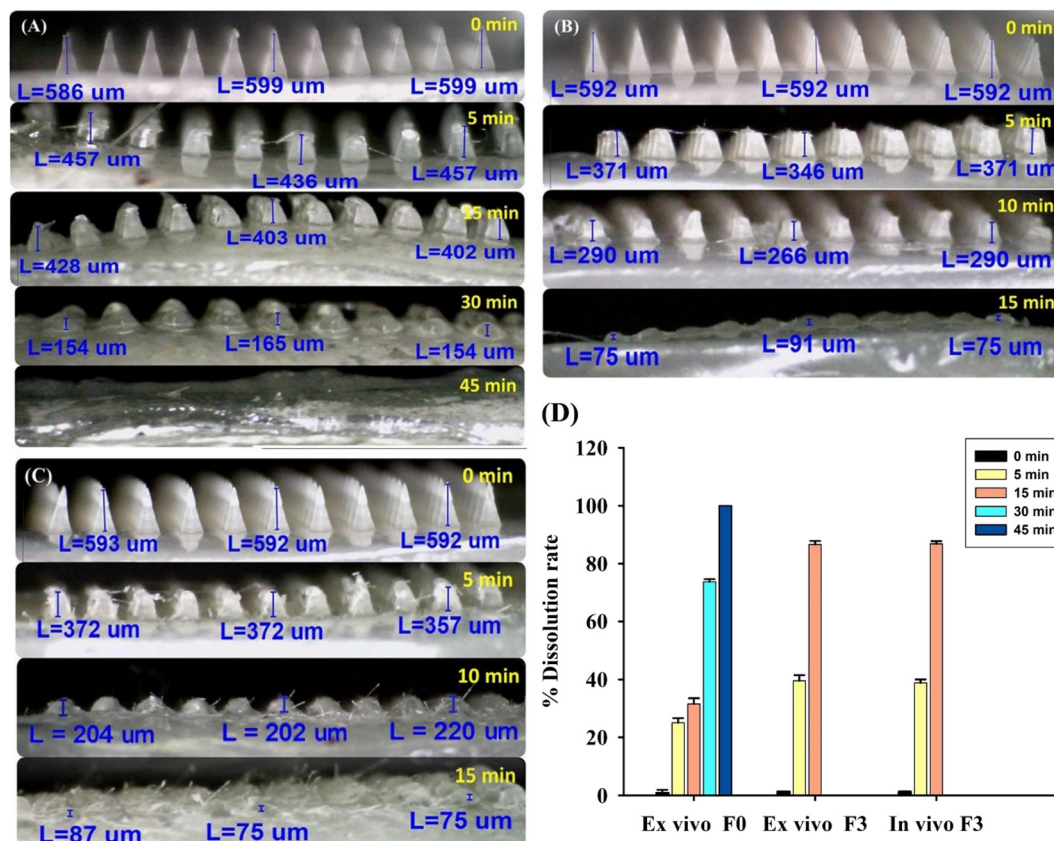 (A)
0 min
L=586 um L=599 um L=599 um
5 min
L=457 um L=436 um L=457 um
15 min
L=428 um L=403 um L=402 um
30 min
L=154 um L=165 um L=154 um
45 min
(B)
0 min
L=592 um L=592 um L=592 um
5 min
L=371 um L=346 um L=371 um
10 min
L=290 um L=266 um L=290 um
15 min
L=75 um L=91 um L=75 um
(C)
0 min
L=593 um L=592 um L=592 um
5 min
L=372 um L=372 um L=357 um
10 min
L = 204 um L = 202 um L = 220 um
15 min
L=87 um L=75 um L=75 um
(D)
% Dissolution rate
120
100
80
60
40
20
0
0 min
5 min
15 min
30 min
45 min
Ex vivo F0 Ex vivo F3 In vivo F3